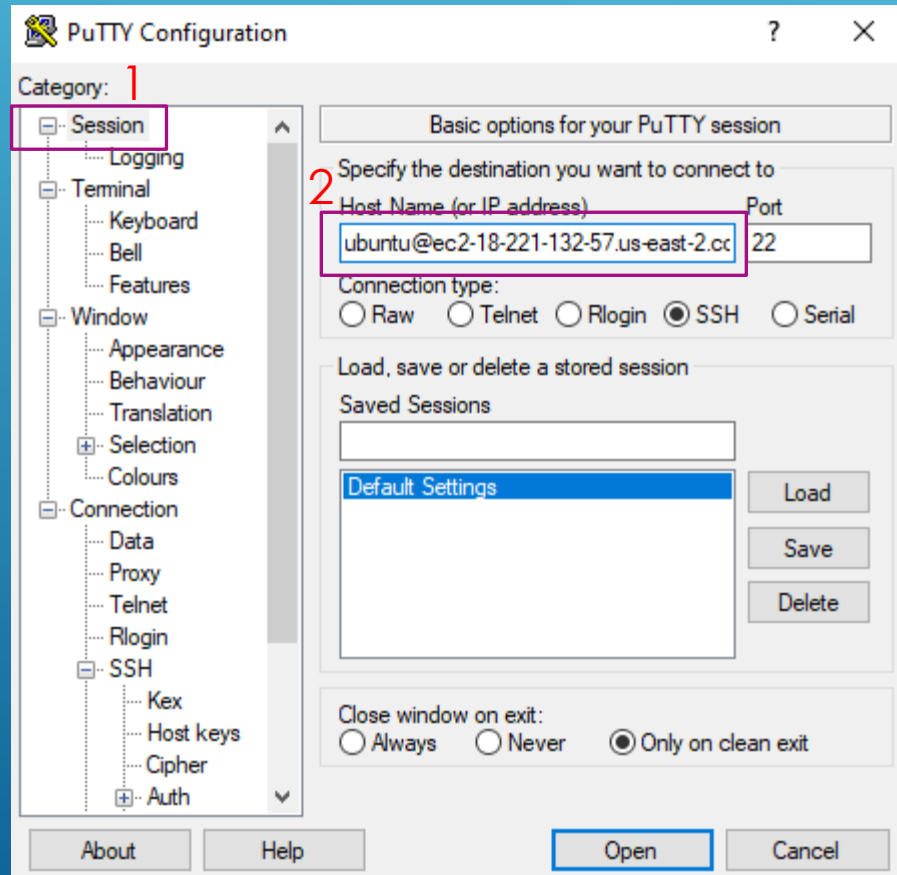 PuTTY Configuration ? ×
Category: 1
Session
Logging
Terminal
Keyboard
Bell
Features
Window
Appearance
Behaviour
Translation
Selection
Colours
Connection
Data
Proxy
Telnet
Rlogin
SSH
Kex
Host keys
Cipher
Auth
Basic options for your PuTTY session
Specify the destination you want to connect to
2
Host Name (or IP address) Port
ubuntu@ec2-18-221-132-57.us-east-2.cc 22
Connection type:
Raw Telnet Rlogin SSH Serial
Load, save or delete a stored session
Saved Sessions
Default Settings
Load
Save
Delete
Close window on exit:
Always Never Only on clean exit
About Help Open Cancel